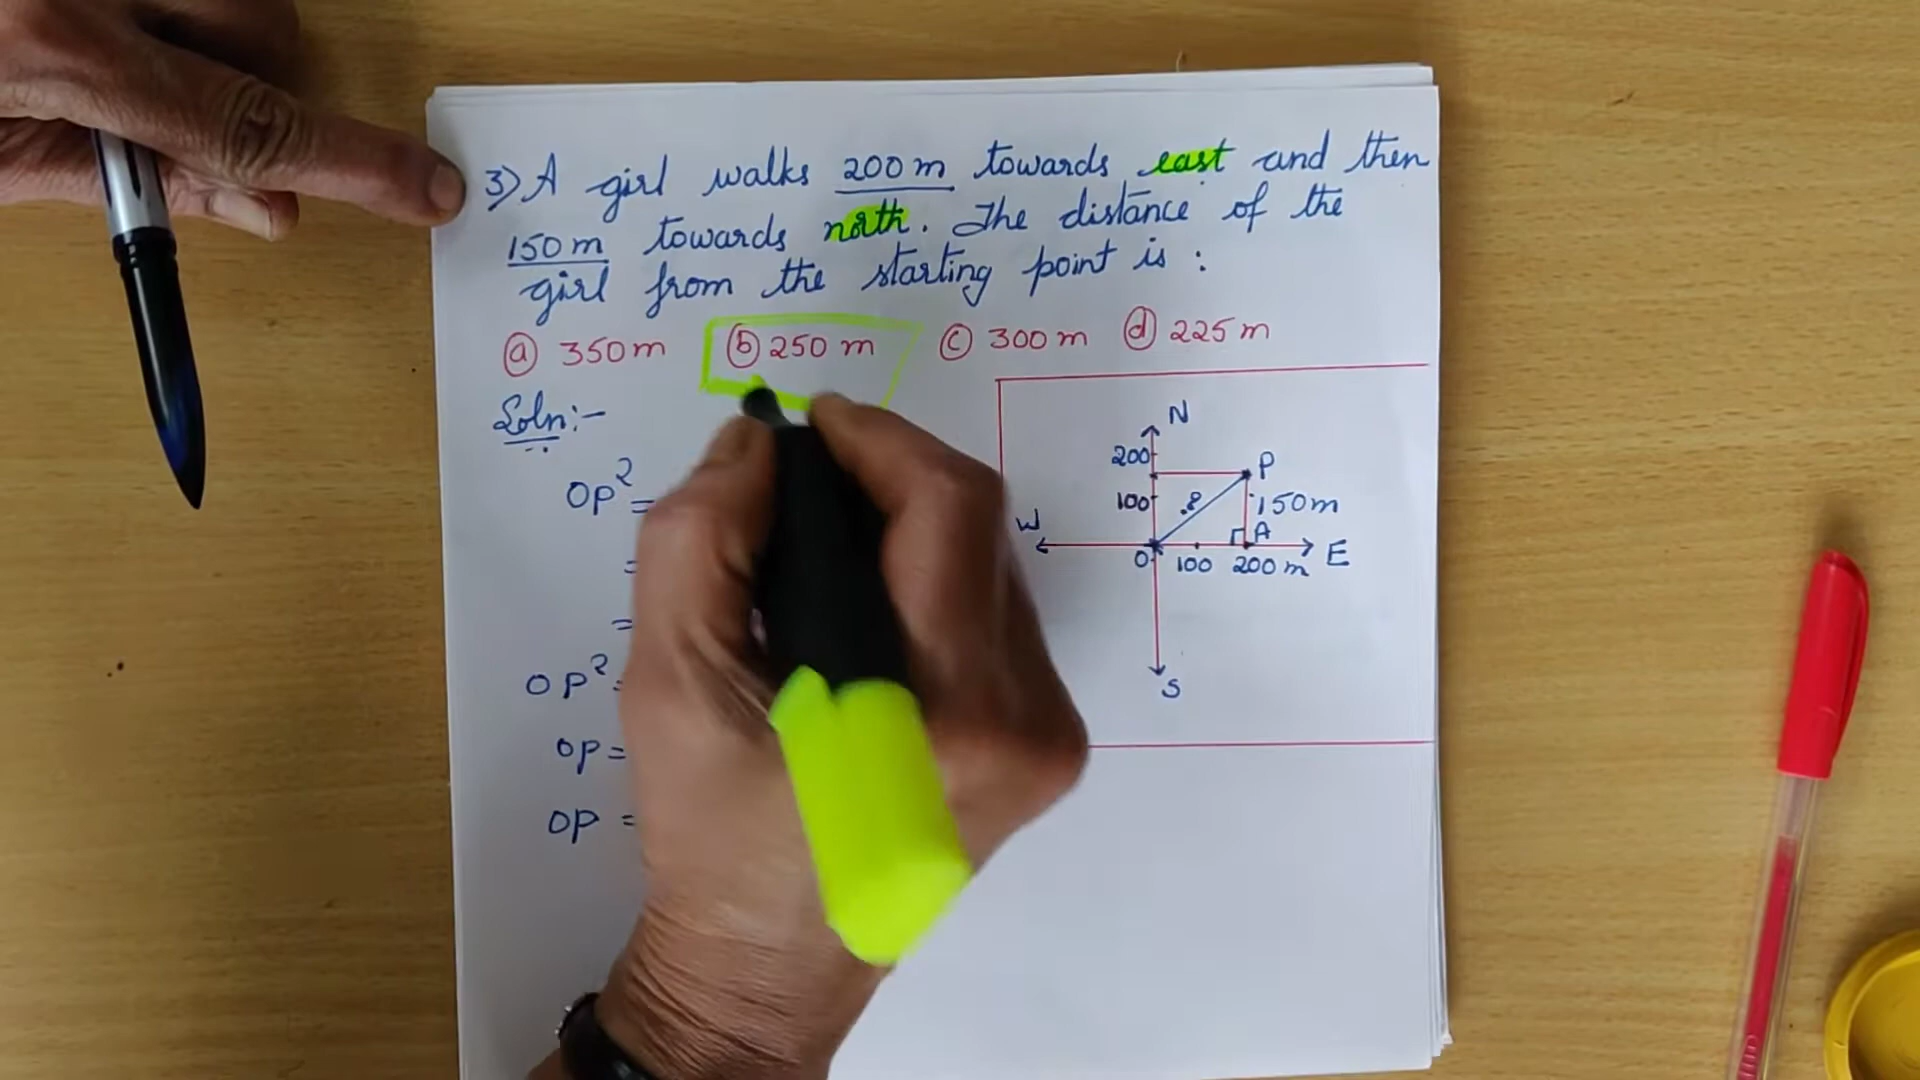 3) A girl walks 200 m towards east and then
150 m towards north. The distance of the
girl from the starting point is :
(a) 350 m (b) 250 m (c) 300 m (d) 225 m
Soln:-
OP² =
=
=
OP² =
OP =
OP =
N
200
P
100
.?
150 m
W
A
O
100
200 m
E
S